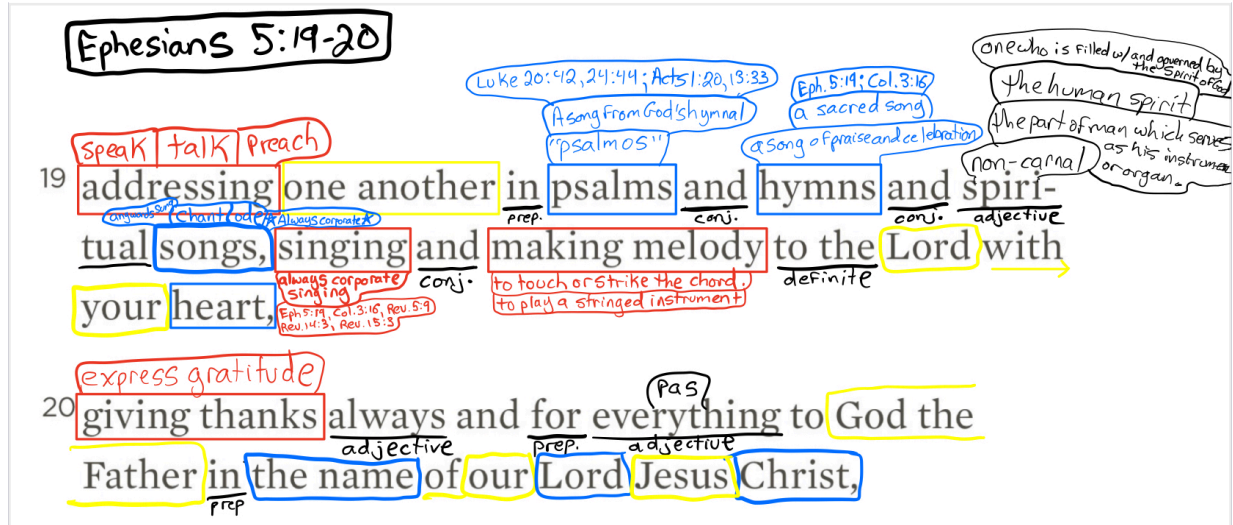 Ephesians 5:19-20
one who is filled w/ and governed by
the Spirit of God
Luke 20:42, 24:44; Acts 1:20, 13:33
Eph. 5:19; Col. 3:16
the human spirit
A song from God's hymnal
a sacred song
the part of man which serves
as his instrument
or organ.
speak talk Preach
"psalmos"
a song of praise and celebration
non-carnal
19 addressing one another in psalms and hymns and spiri-
prep. conj. conj. adjective
Chant ode *Always corporate*
tual songs, singing and making melody to the Lord with
always corporate
singing
conj.
to touch or strike the chord.
to play a stringed instrument
definite
your heart,
Eph. 5:19, Col. 3:16, Rev. 5:9
Rev. 14:3, Rev. 15:3
express gratitude
Pas
20 giving thanks always and for everything to God the
adjective prep. adjective
Father in the name of our Lord Jesus Christ,
prep